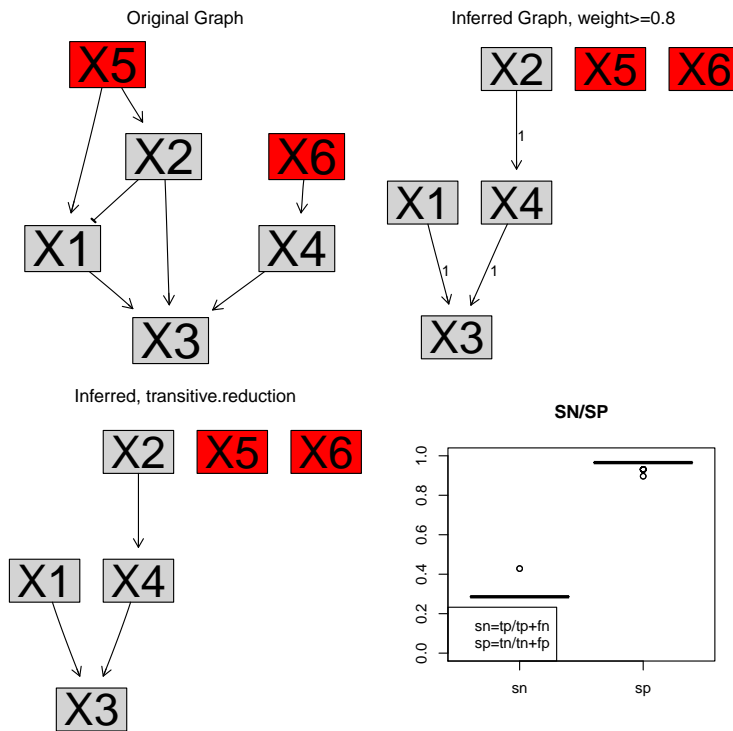 Original Graph
X5
X2
X6
X1
X4
X3
Inferred Graph, weight>=0.8
X2
X5
X6
1
X1
X4
1
1
X3
Inferred, transitive.reduction
X2
X5
X6
X1
X4
X3
SN/SP
1.0
0.8
0.6
0.4
0.2
0.0
sn=tp/tp+fn
sp=tn/tn+fp
sn
sp